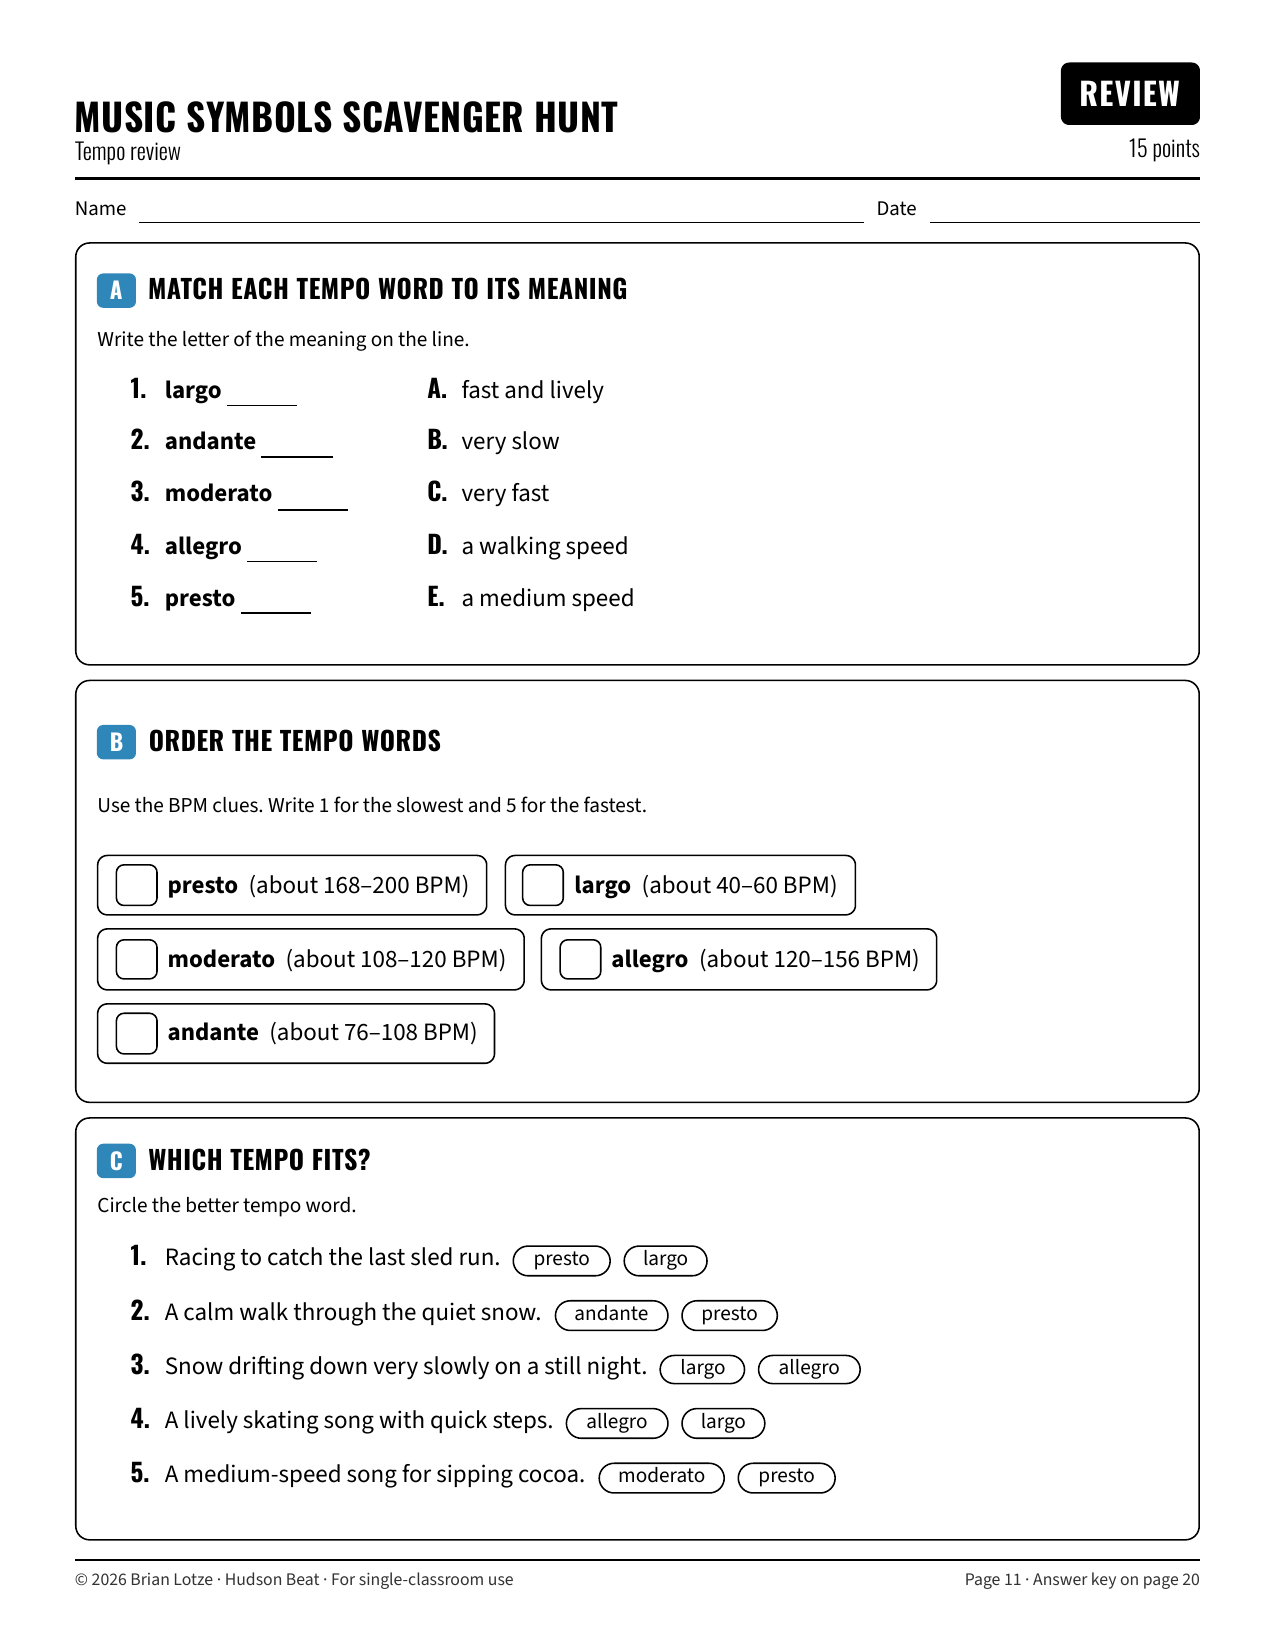 MUSIC SYMBOLS SCAVENGER HUNT
REVIEW
Tempo review
15 points
Name
Date
A MATCH EACH TEMPO WORD TO ITS MEANING
Write the letter of the meaning on the line.
1. largo A. fast and lively
2. andante B. very slow
3. moderato C. very fast
4. allegro D. a walking speed
5. presto E. a medium speed
B ORDER THE TEMPO WORDS
Use the BPM clues. Write 1 for the slowest and 5 for the fastest.
presto (about 168–200 BPM) largo (about 40–60 BPM)
moderato (about 108–120 BPM) allegro (about 120–156 BPM)
andante (about 76–108 BPM)
C WHICH TEMPO FITS?
Circle the better tempo word.
1. Racing to catch the last sled run. presto largo
2. A calm walk through the quiet snow. andante presto
3. Snow drifting down very slowly on a still night. largo allegro
4. A lively skating song with quick steps. allegro largo
5. A medium-speed song for sipping cocoa. moderato presto
© 2026 Brian Lotze · Hudson Beat · For single-classroom use
Page 11 · Answer key on page 20